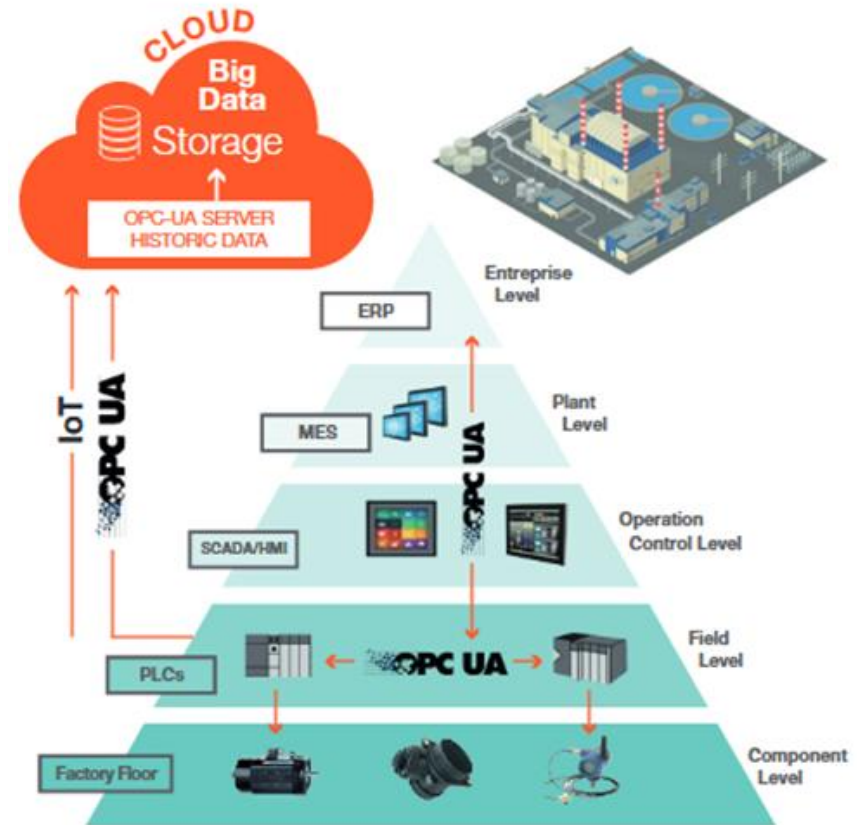 CLOUD
Big
Data
Storage
OPC-UA SERVER
HISTORIC DATA
IoT
OPC UA
Entreprise
Level
ERP
Plant
Level
MES
OPC UA
Operation
Control Level
SCADA/HMI
Field
Level
OPC UA
PLCs
Component
Level
Factory Floor